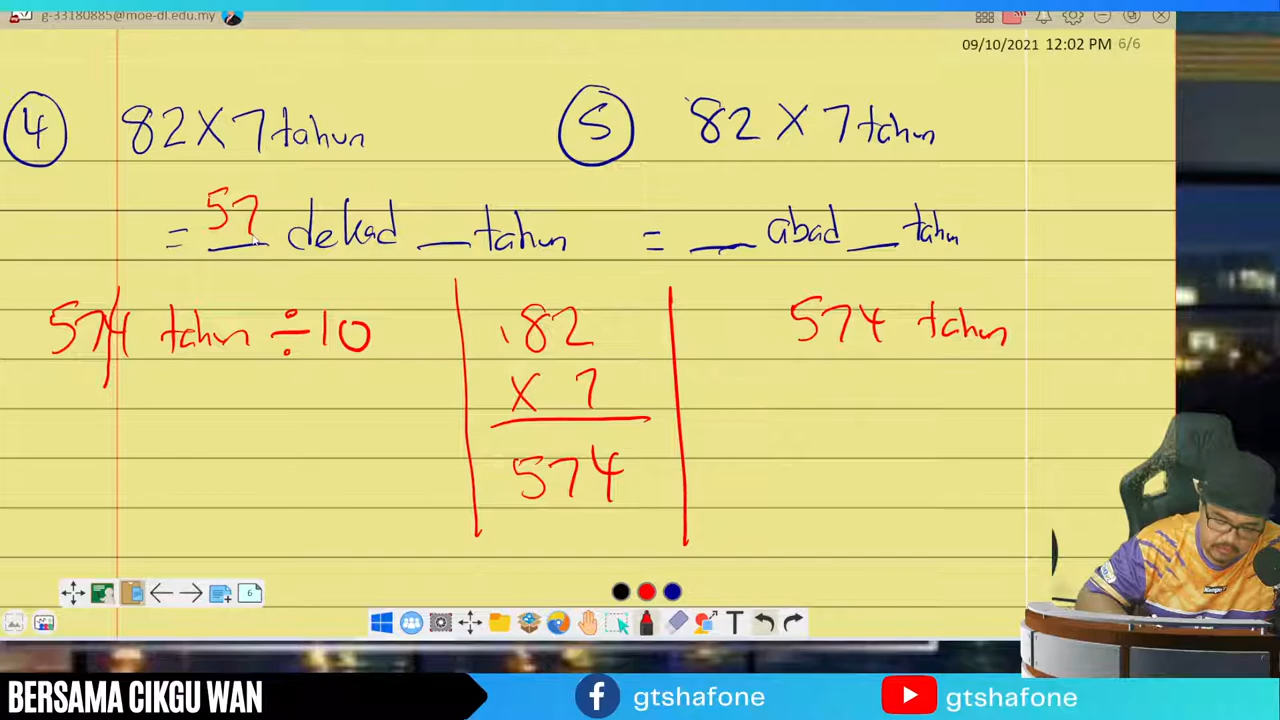 g-33180885@moe-dl.edu.my
09/10/2021 12:02 PM 6/6
4 82 X 7 tahun
= 57 dekad __ tahun
574 tahun ÷ 10
82
X 7
574
5 82 X 7 tahun
= __ abad __ tahun
574 tahun
6
T
BERSAMA CIKGU WAN
gtshafone
gtshafone